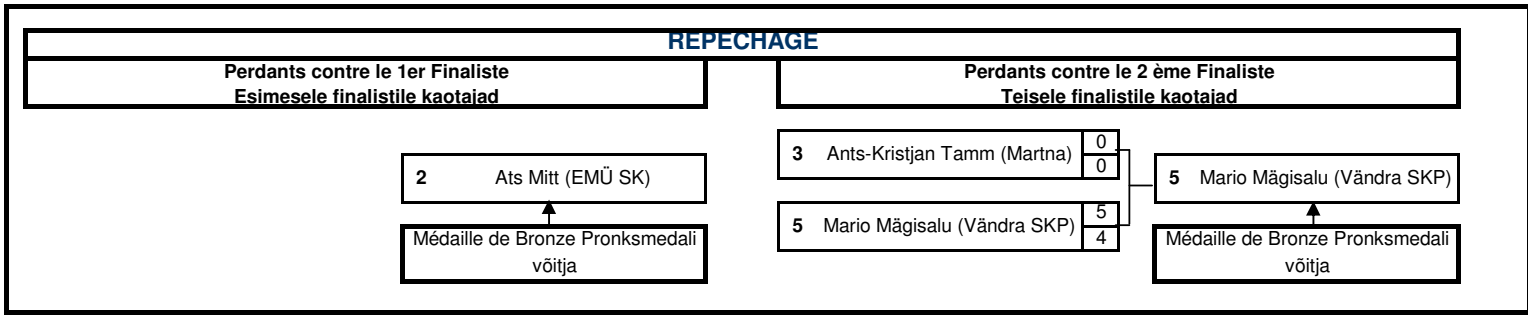 REPECHAGE
Perdants contre le 1er Finaliste
Esimesele finalistile kaotajad
Perdants contre le 2 ème Finaliste
Teisele finalistile kaotajad
2 Ats Mitt (EMÜ SK)
Médaille de Bronze Pronksmedali
võitja
3 Ants-Kristjan Tamm (Martna) 0
0
5 Mario Mägisalu (Vändra SKP) 5
4
5 Mario Mägisalu (Vändra SKP)
Médaille de Bronze Pronksmedali
võitja